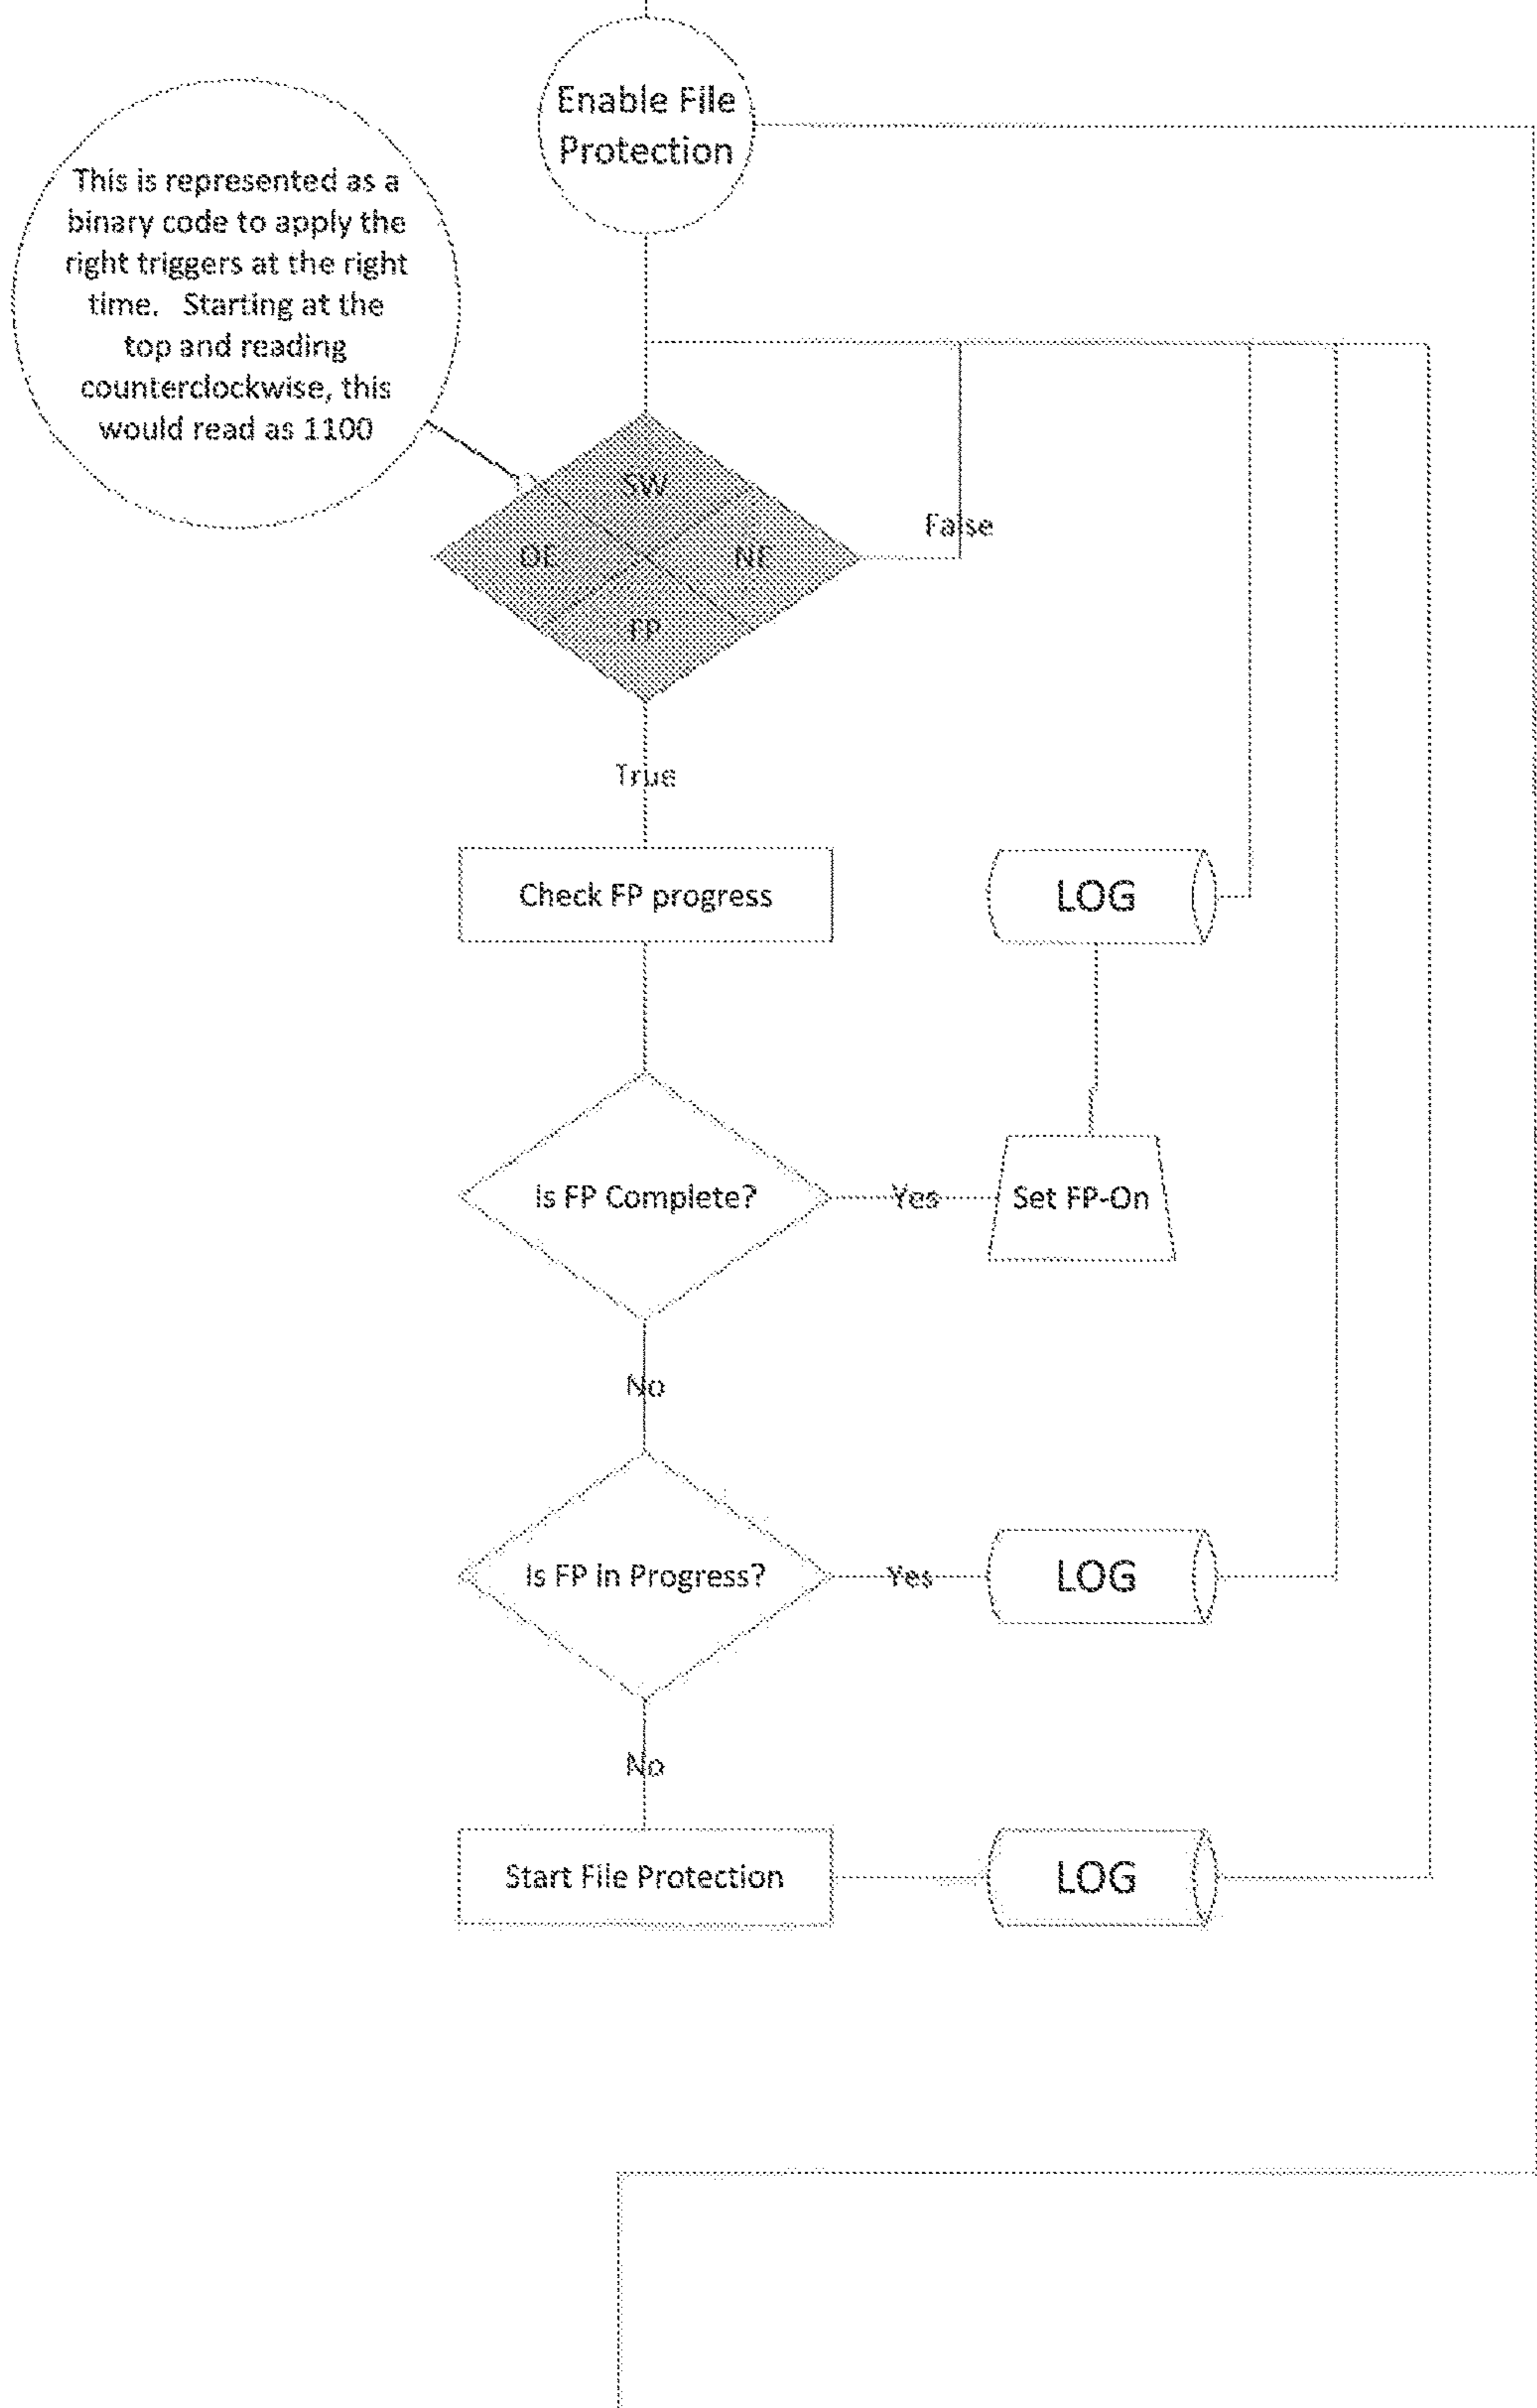 Enable File
Protection
This is represented as a
binary code to apply the
right triggers at the right
time.   Starting at the
top and reading
counterclockwise, this
would read as 1100
SW
DE
NF
FP
False
True
Check FP progress
LOG
Is FP Complete?
Yes
Set FP-On
No
Is FP in Progress?
Yes
LOG
No
Start File Protection
LOG